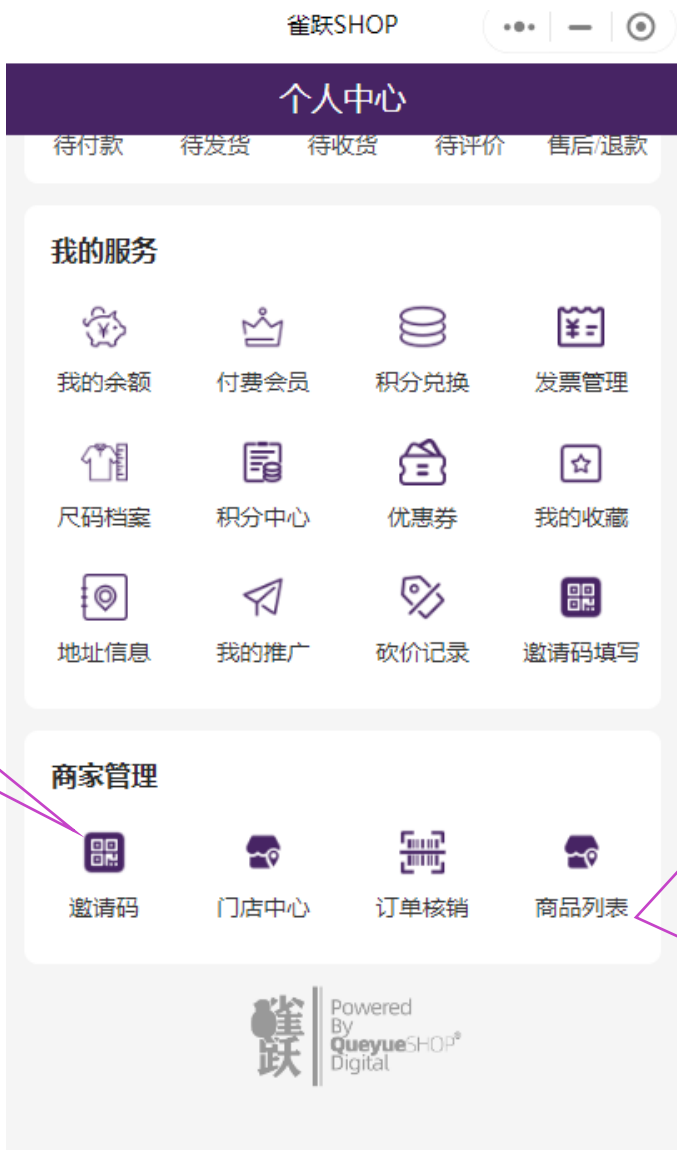 雀跃SHOP
个人中心
待付款 待发货 待收货 待评价 售后/退款
我的服务
我的余额 付费会员 积分兑换 发票管理
尺码档案 积分中心 优惠券 我的收藏
地址信息 我的推广 砍价记录 邀请码填写
商家管理
邀请码 门店中心 订单核销 商品列表
雀跃
Powered
By
QueyueSHOP®
Digital